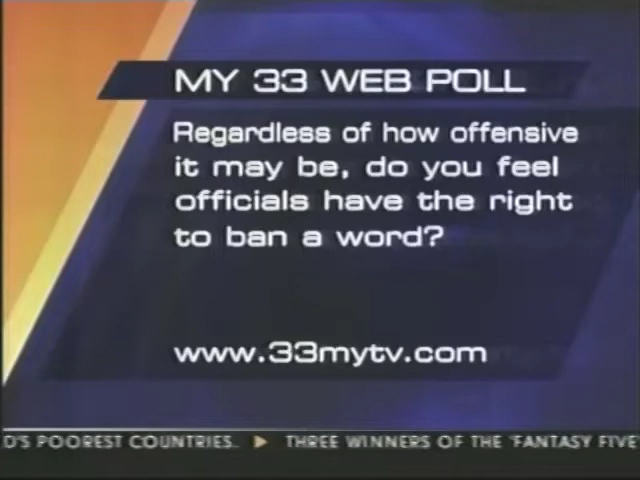 MY 33 WEB POLL
Regardless of how offensive
it may be, do you feel
officials have the right
to ban a word?
www.33mytv.com
D'S POOREST COUNTRIES. ▶ THREE WINNERS OF THE 'FANTASY FIVE'